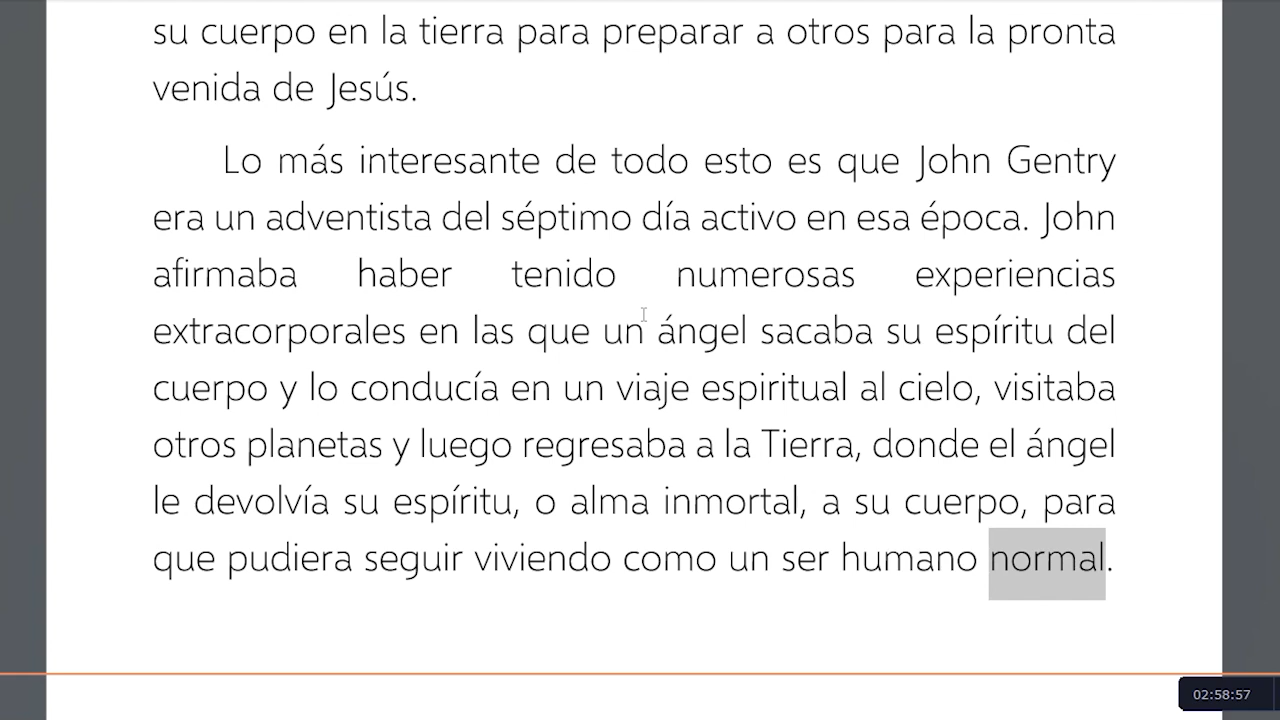 su cuerpo en la tierra para preparar a otros para la pronta
venida de Jesús.
Lo más interesante de todo esto es que John Gentry
era un adventista del séptimo día activo en esa época. John
afirmaba haber tenido numerosas experiencias
extracorporales en las que un ángel sacaba su espíritu del
cuerpo y lo conducía en un viaje espiritual al cielo, visitaba
otros planetas y luego regresaba a la Tierra, donde el ángel
le devolvía su espíritu, o alma inmortal, a su cuerpo, para
que pudiera seguir viviendo como un ser humano normal.
02:58:57